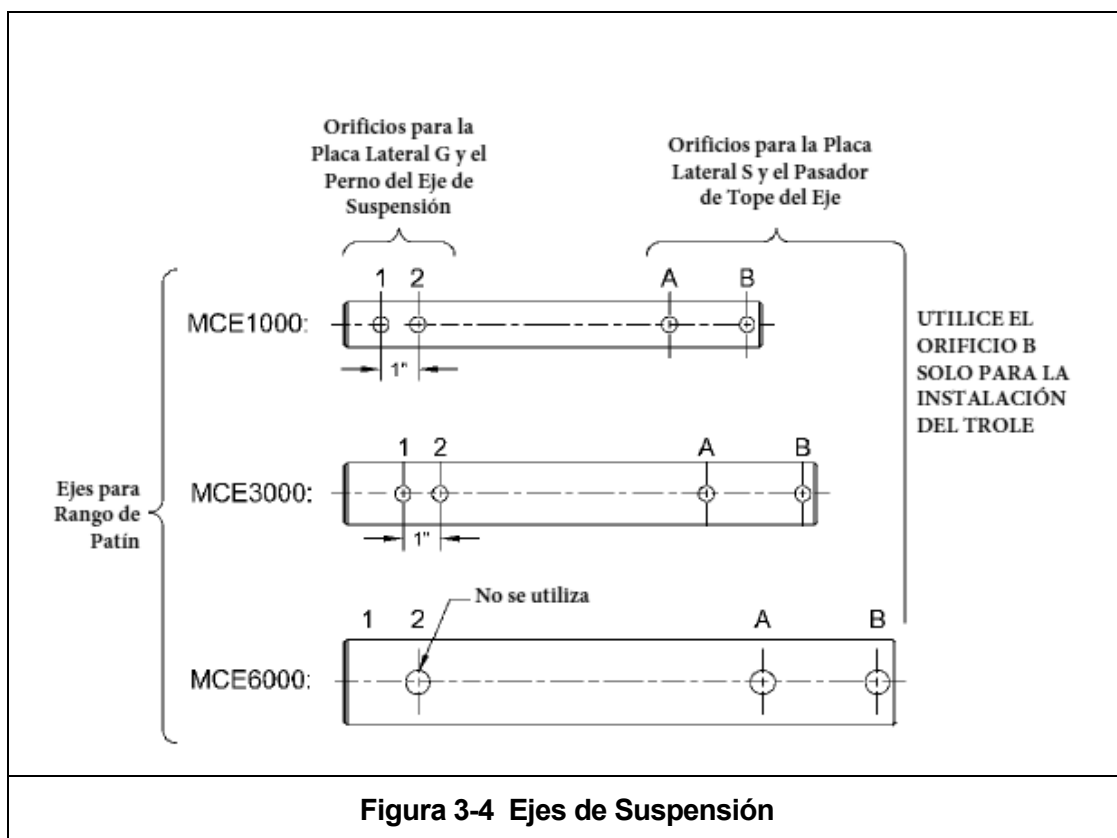 Orificios para la
Placa Lateral G y el
Perno del Eje de
Suspensión
Orificios para la Placa
Lateral S y el Pasador
de Tope del Eje
1 2 A B
MCE1000:
1"
UTILICE EL
ORIFICIO B
SOLO PARA LA
INSTALACIÓN
DEL TROLE
1 2 A B
MCE3000:
1"
Ejes para
Rango de
Patín
No se utiliza
1 2 A B
MCE6000:
Figura 3-4 Ejes de Suspensión